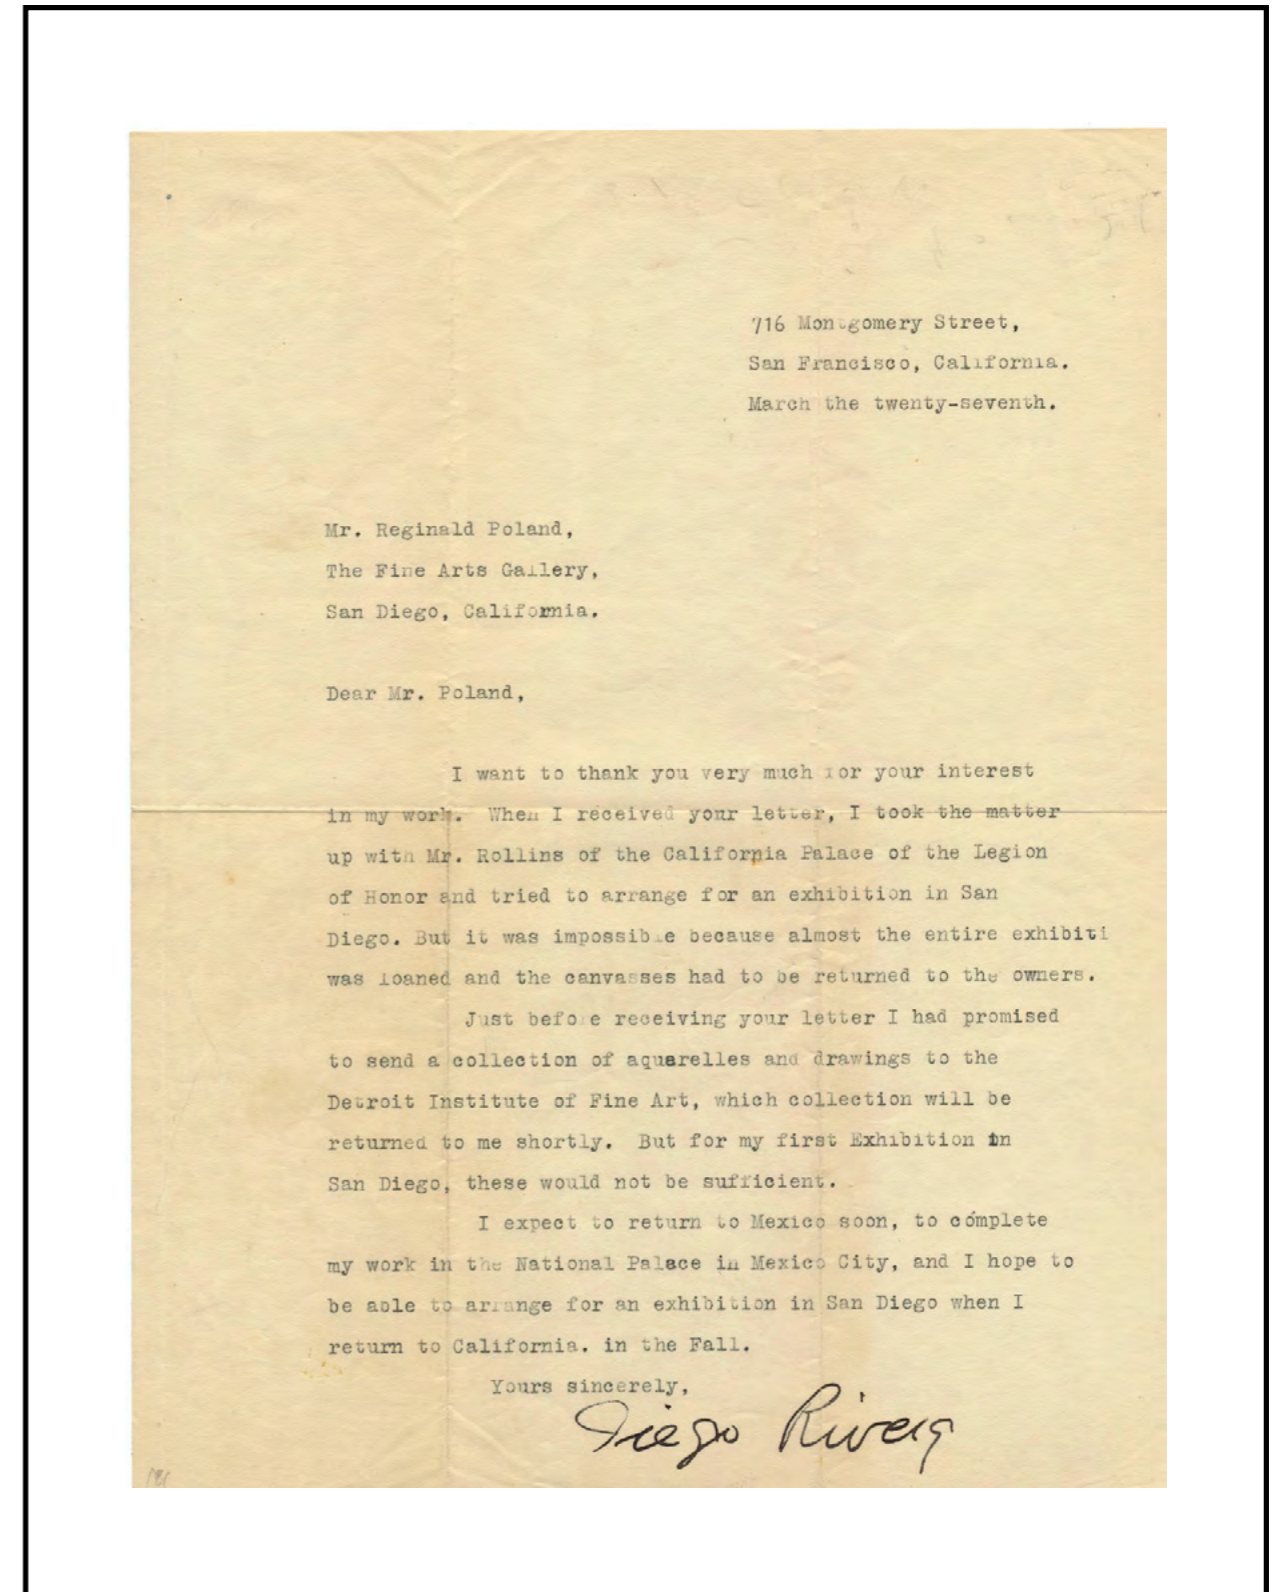 716 Montgomery Street,
San Francisco, California.
March the twenty-seventh.
Mr. Reginald Poland,
The Fine Arts Gallery,
San Diego, California.
Dear Mr. Poland,
I want to thank you very much for your interest
in my work. When I received your letter, I took the matter
up with Mr. Rollins of the California Palace of the Legion
of Honor and tried to arrange for an exhibition in San
Diego. But it was impossible because almost the entire exhibiti
was loaned and the canvasses had to be returned to the owners.
Just before receiving your letter I had promised
to send a collection of aquarelles and drawings to the
Detroit Institute of Fine Art, which collection will be
returned to me shortly. But for my first Exhibition in
San Diego, these would not be sufficient.
I expect to return to Mexico soon, to complete
my work in the National Palace in Mexico City, and I hope to
be able to arrange for an exhibition in San Diego when I
return to California. in the Fall.
Yours sincerely,
Diego Rivera